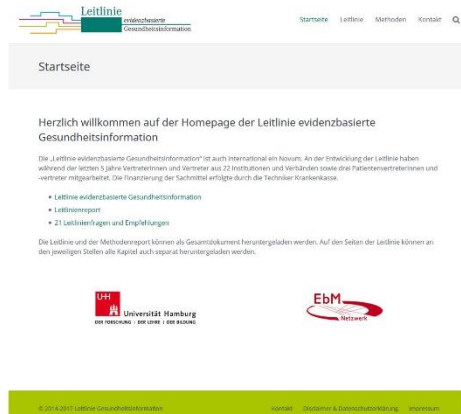 Leitlinie
evidenzbasierte
Gesundheitsinformation
Startseite Leitlinie Methoden Kontakt
Startseite
Herzlich willkommen auf der Homepage der Leitlinie evidenzbasierte
Gesundheitsinformation
Die „Leitlinie evidenzbasierte Gesundheitsinformation" ist auch international ein Novum. An der Entwicklung der Leitlinie haben
während der letzten 5 Jahre Vertreterinnen und Vertreter aus 22 Institutionen und Verbänden sowie drei Patientenvertreterinnen und
-vertreter mitgearbeitet. Die Finanzierung der Sachmittel erfolgte durch die Techniker Krankenkasse.
Leitlinie evidenzbasierte Gesundheitsinformation
Leitlinienreport
21 Leitlinienfragen und Empfehlungen
Die Leitlinie und der Methodenreport können als Gesamtdokument heruntergeladen werden. Auf den Seiten der Leitlinie können an
den jeweiligen Stellen alle Kapitel auch separat heruntergeladen werden.
UHH
Universität Hamburg
DER FORSCHUNG | DER LEHRE | DER BILDUNG
EbM
Netzwerk
© 2014-2017 Leitlinie Gesundheitsinformation Kontakt Disclaimer & Datenschutzerklärung Impressum